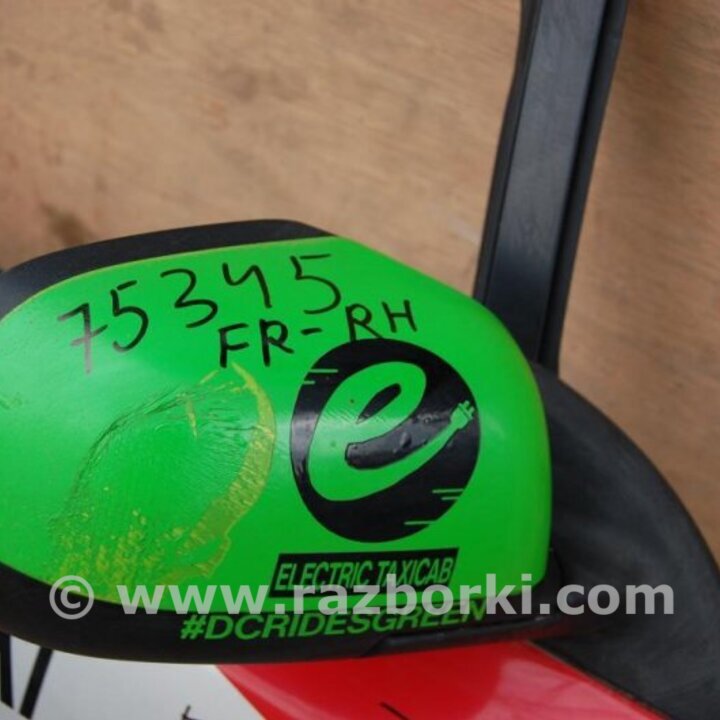 75345
FR-RH
e
ELECTRIC TAXICAB
© www.razborki.com
#DCRIDESGREEN